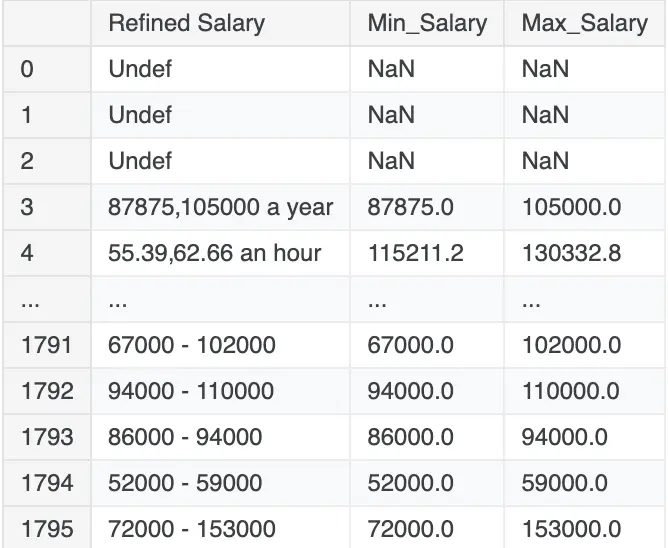 Refined Salary Min_Salary Max_Salary
0 Undef NaN NaN
1 Undef NaN NaN
2 Undef NaN NaN
3 87875,105000 a year 87875.0 105000.0
4 55.39,62.66 an hour 115211.2 130332.8
... ... ... ...
1791 67000 - 102000 67000.0 102000.0
1792 94000 - 110000 94000.0 110000.0
1793 86000 - 94000 86000.0 94000.0
1794 52000 - 59000 52000.0 59000.0
1795 72000 - 153000 72000.0 153000.0